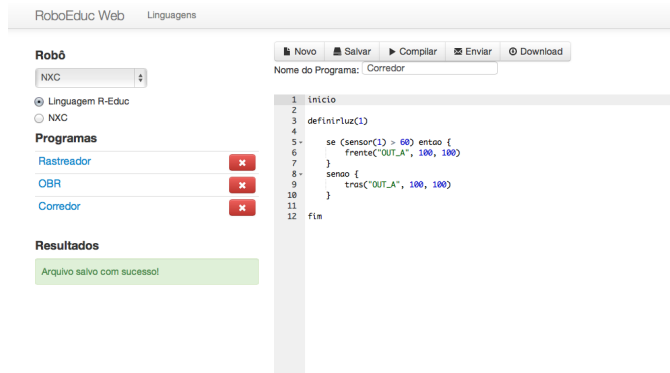 RoboEduc Web Linguagens
Robô
NXC
Linguagem R-Educ
NXC
Programas
Rastreador
OBR
Corredor
Resultados
Arquivo salvo com sucesso!
Novo Salvar Compilar Enviar Download
Nome do Programa: Corredor
1 inicio
2
3 definirluz(1)
4
5 se (sensor(1) > 60) entao {
6 frente("OUT_A", 100, 100)
7 }
8 senao {
9 tras("OUT_A", 100, 100)
10 }
11
12 fim